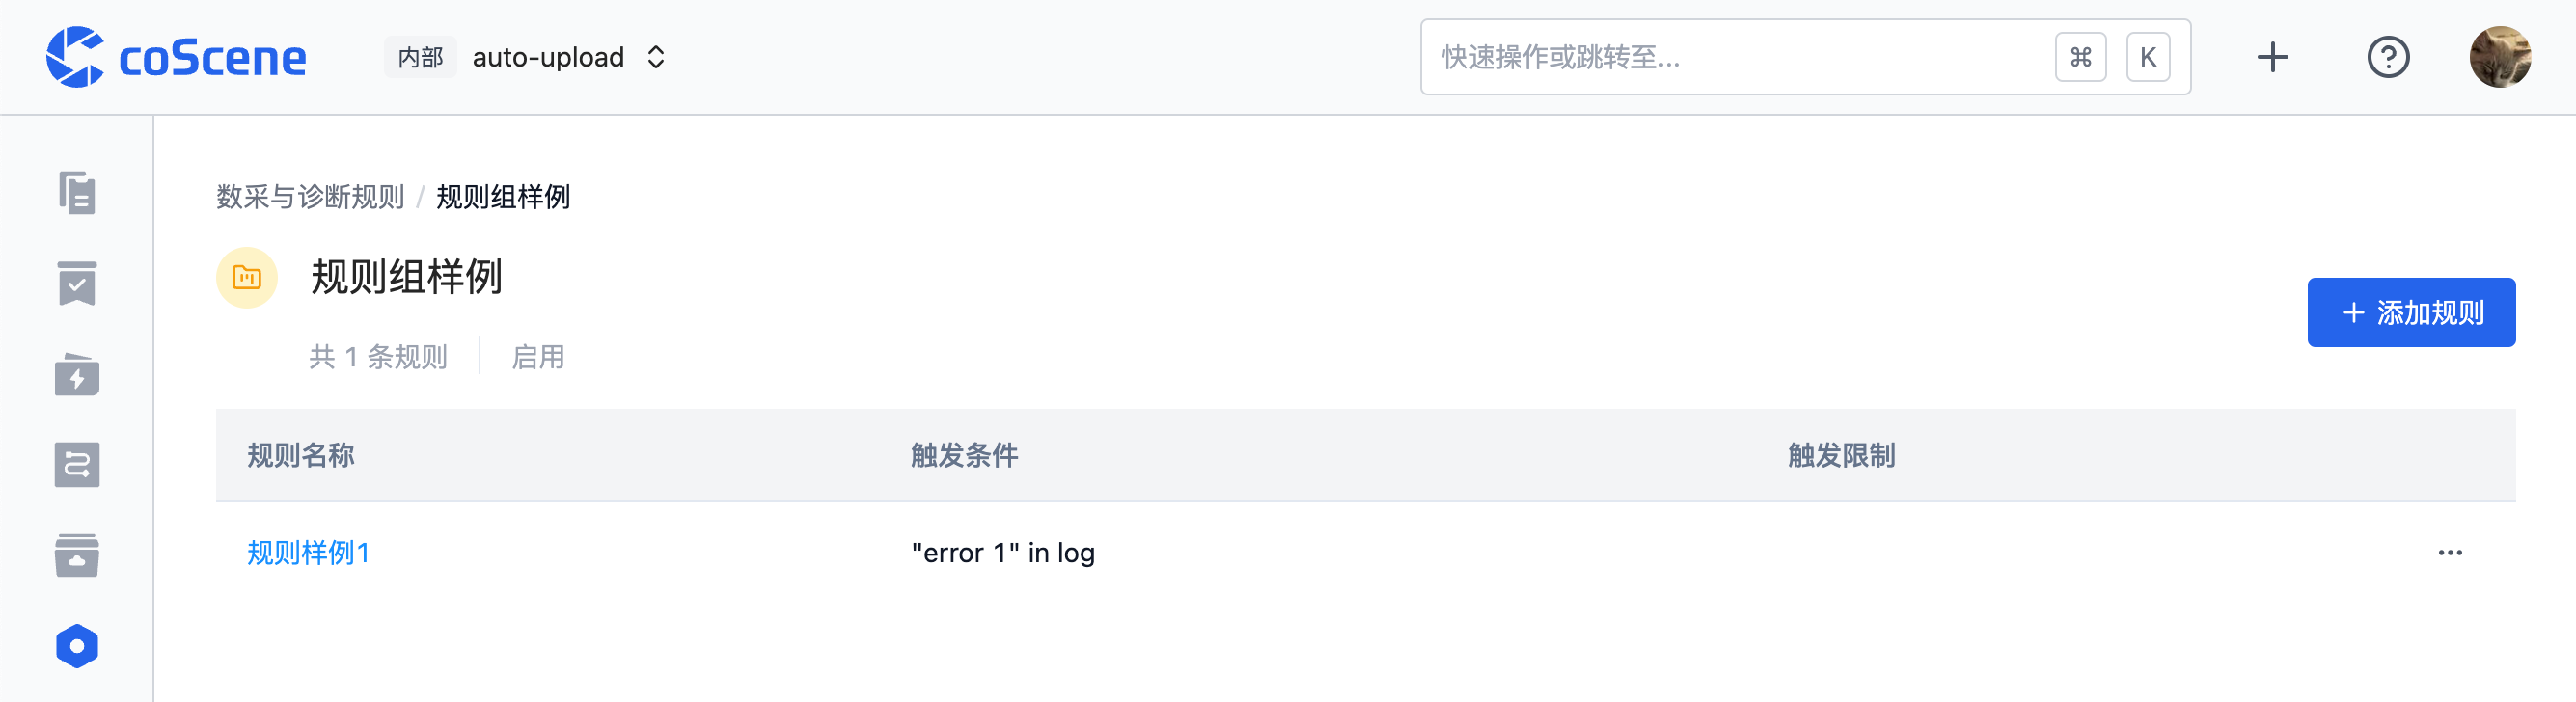 coScene 内部 auto-upload 快速操作或跳转至... ⌘ K
数采与诊断规则 / 规则组样例
规则组样例
+ 添加规则
共 1 条规则 启用
规则名称 触发条件 触发限制
规则样例1 "error 1" in log